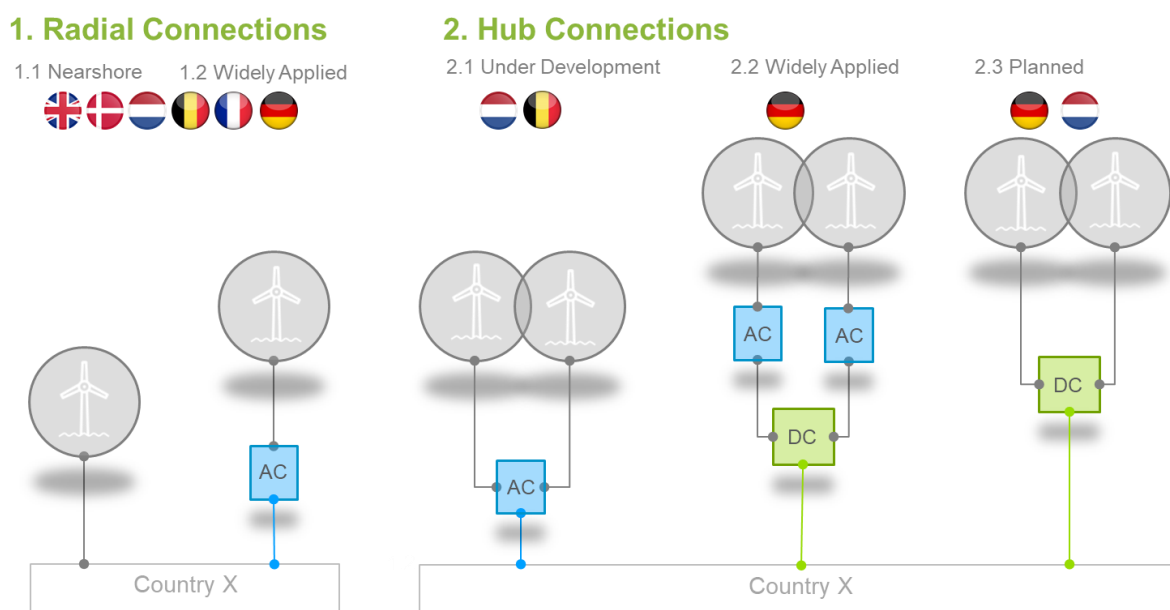 1. Radial Connections
2. Hub Connections
1.1 Nearshore
1.2 Widely Applied
2.1 Under Development
2.2 Widely Applied
2.3 Planned
AC
AC
AC
DC
AC
DC
AC
Country X
Country X